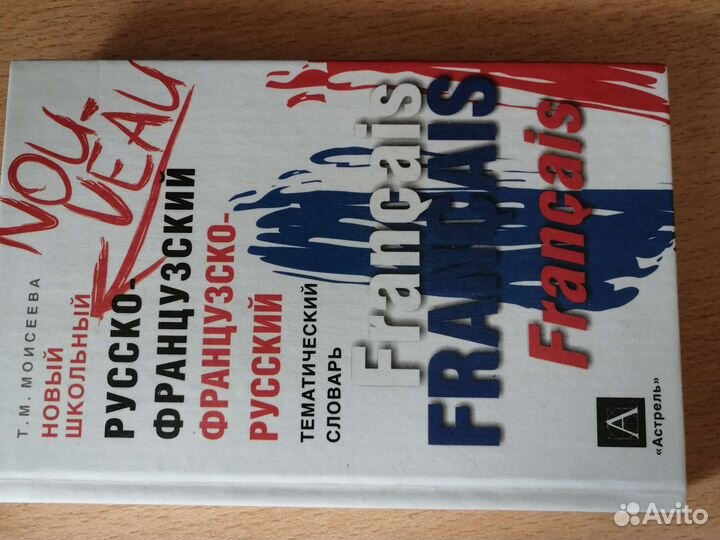 Т. М. МОИСЕЕВА
НОВЫЙ
ШКОЛЬНЫЙ
NOU-
VEAU
РУССКО-
ФРАНЦУЗСКИЙ
ФРАНЦУЗСКО-
РУССКИЙ
ТЕМАТИЧЕСКИЙ
СЛОВАРЬ
Français
FRANÇAIS
Français
А
«Астрель»
Avito